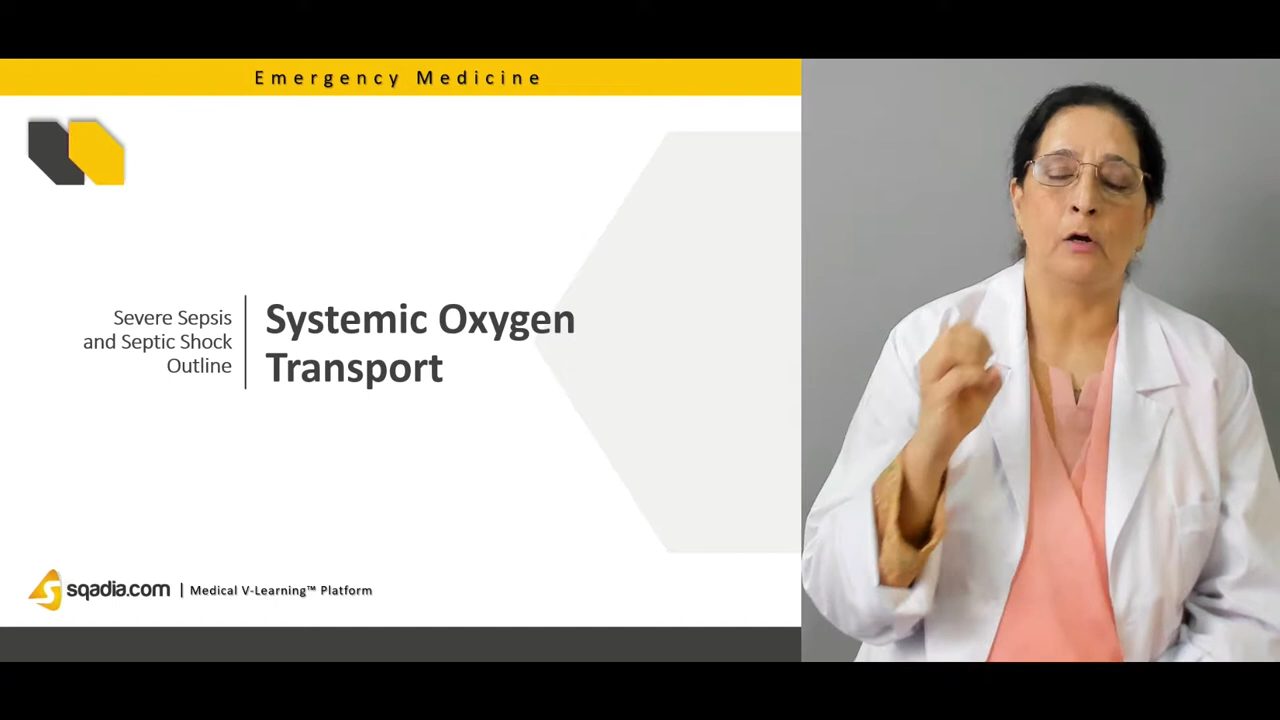 Emergency Medicine
Severe Sepsis
and Septic Shock
Outline
Systemic Oxygen
Transport
sqadia.com | Medical V-Learning™ Platform